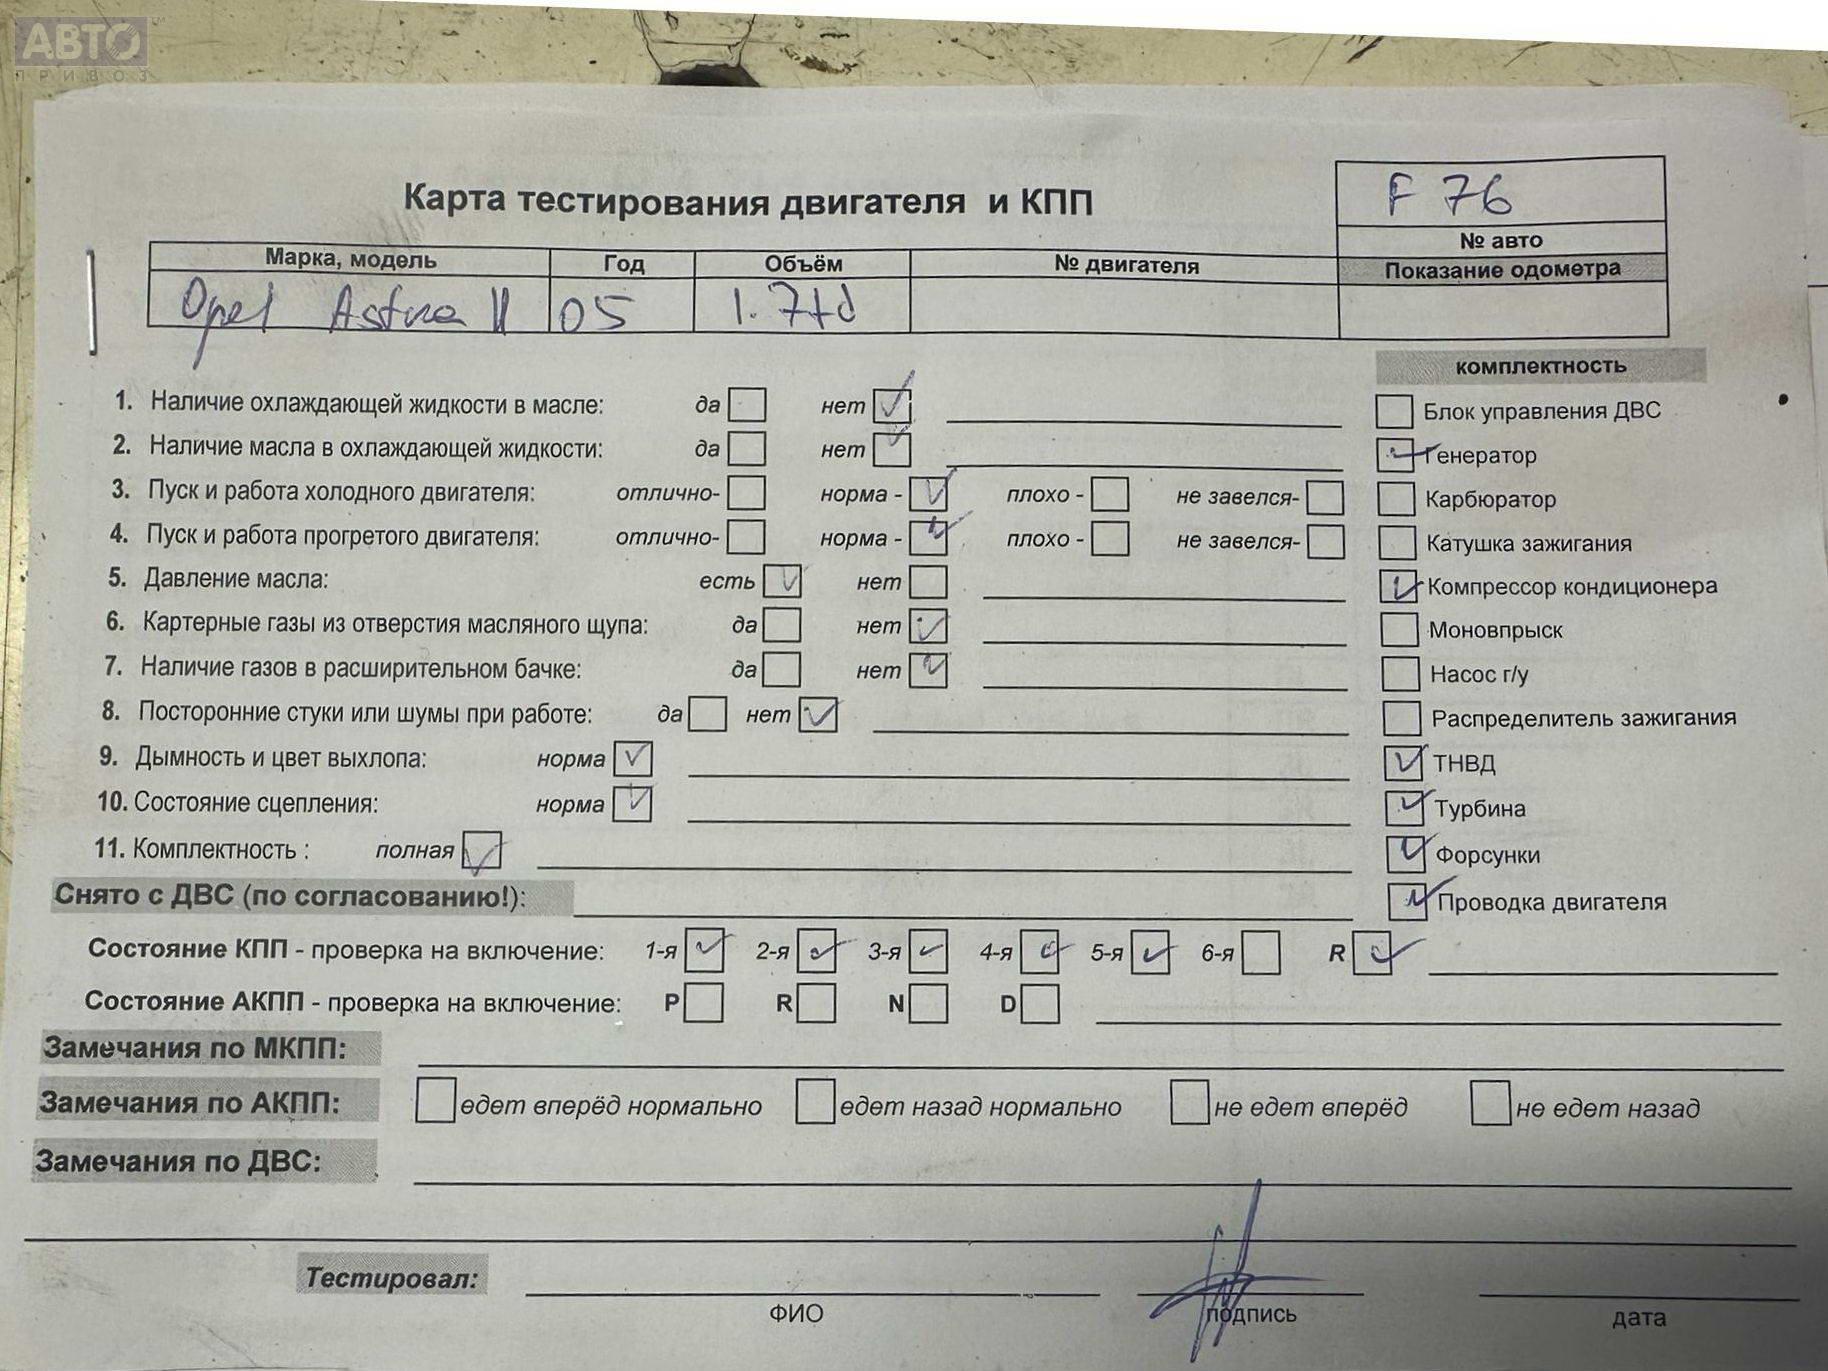 АВТО
ПРИВОЗ
F 76
Карта тестирования двигателя и КПП
№ авто
Марка, модель Год Объём № двигателя Показание одометра
Opel Astra H 05 1.7td
комплектность
1. Наличие охлаждающей жидкости в масле: да нет Блок управления ДВС
2. Наличие масла в охлаждающей жидкости: да нет Генератор
3. Пуск и работа холодного двигателя: отлично- норма - плохо - не завелся- Карбюратор
4. Пуск и работа прогретого двигателя: отлично- норма - плохо - не завелся- Катушка зажигания
5. Давление масла: есть нет Компрессор кондиционера
6. Картерные газы из отверстия масляного щупа: да нет Моновпрыск
7. Наличие газов в расширительном бачке: да нет Насос г/у
8. Посторонние стуки или шумы при работе: да нет Распределитель зажигания
9. Дымность и цвет выхлопа: норма ТНВД
10. Состояние сцепления: норма Турбина
11. Комплектность : полная Форсунки
Снято с ДВС (по согласованию!): Проводка двигателя
Состояние КПП - проверка на включение: 1-я 2-я 3-я 4-я 5-я 6-я R
Состояние АКПП - проверка на включение: P R N D
Замечания по МКПП:
Замечания по АКПП: едет вперёд нормально едет назад нормально не едет вперёд не едет назад
Замечания по ДВС:
Тестировал:
ФИО подпись дата